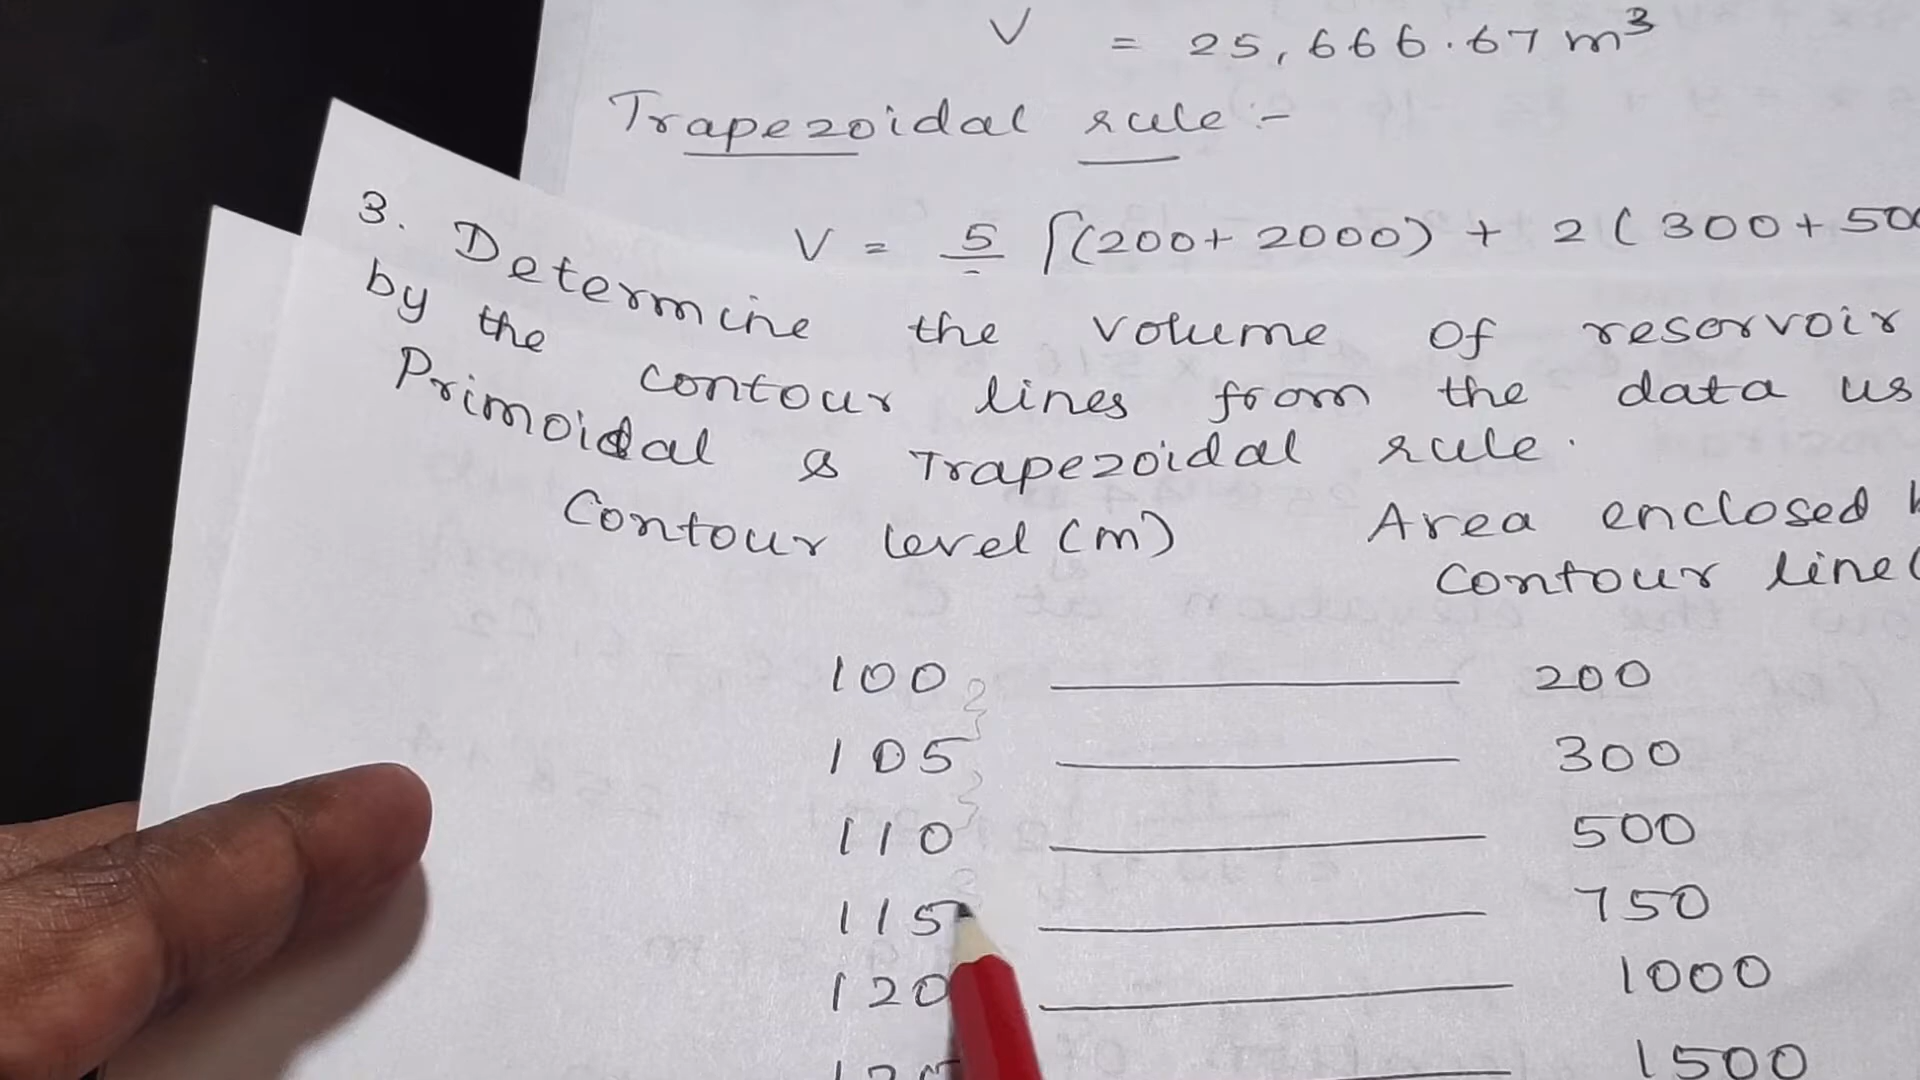 V = 25,666.67 m³
Trapezoidal rule :-
V = 5 [(200 + 2000) + 2 ( 300 + 500
3. Determine the volume of reservoir
by the contour lines from the data us
Primoidal & Trapezoidal rule.
Contour level (m) Area enclosed
contour line (
100 200
105 300
110 500
115 750
120 1000
1500